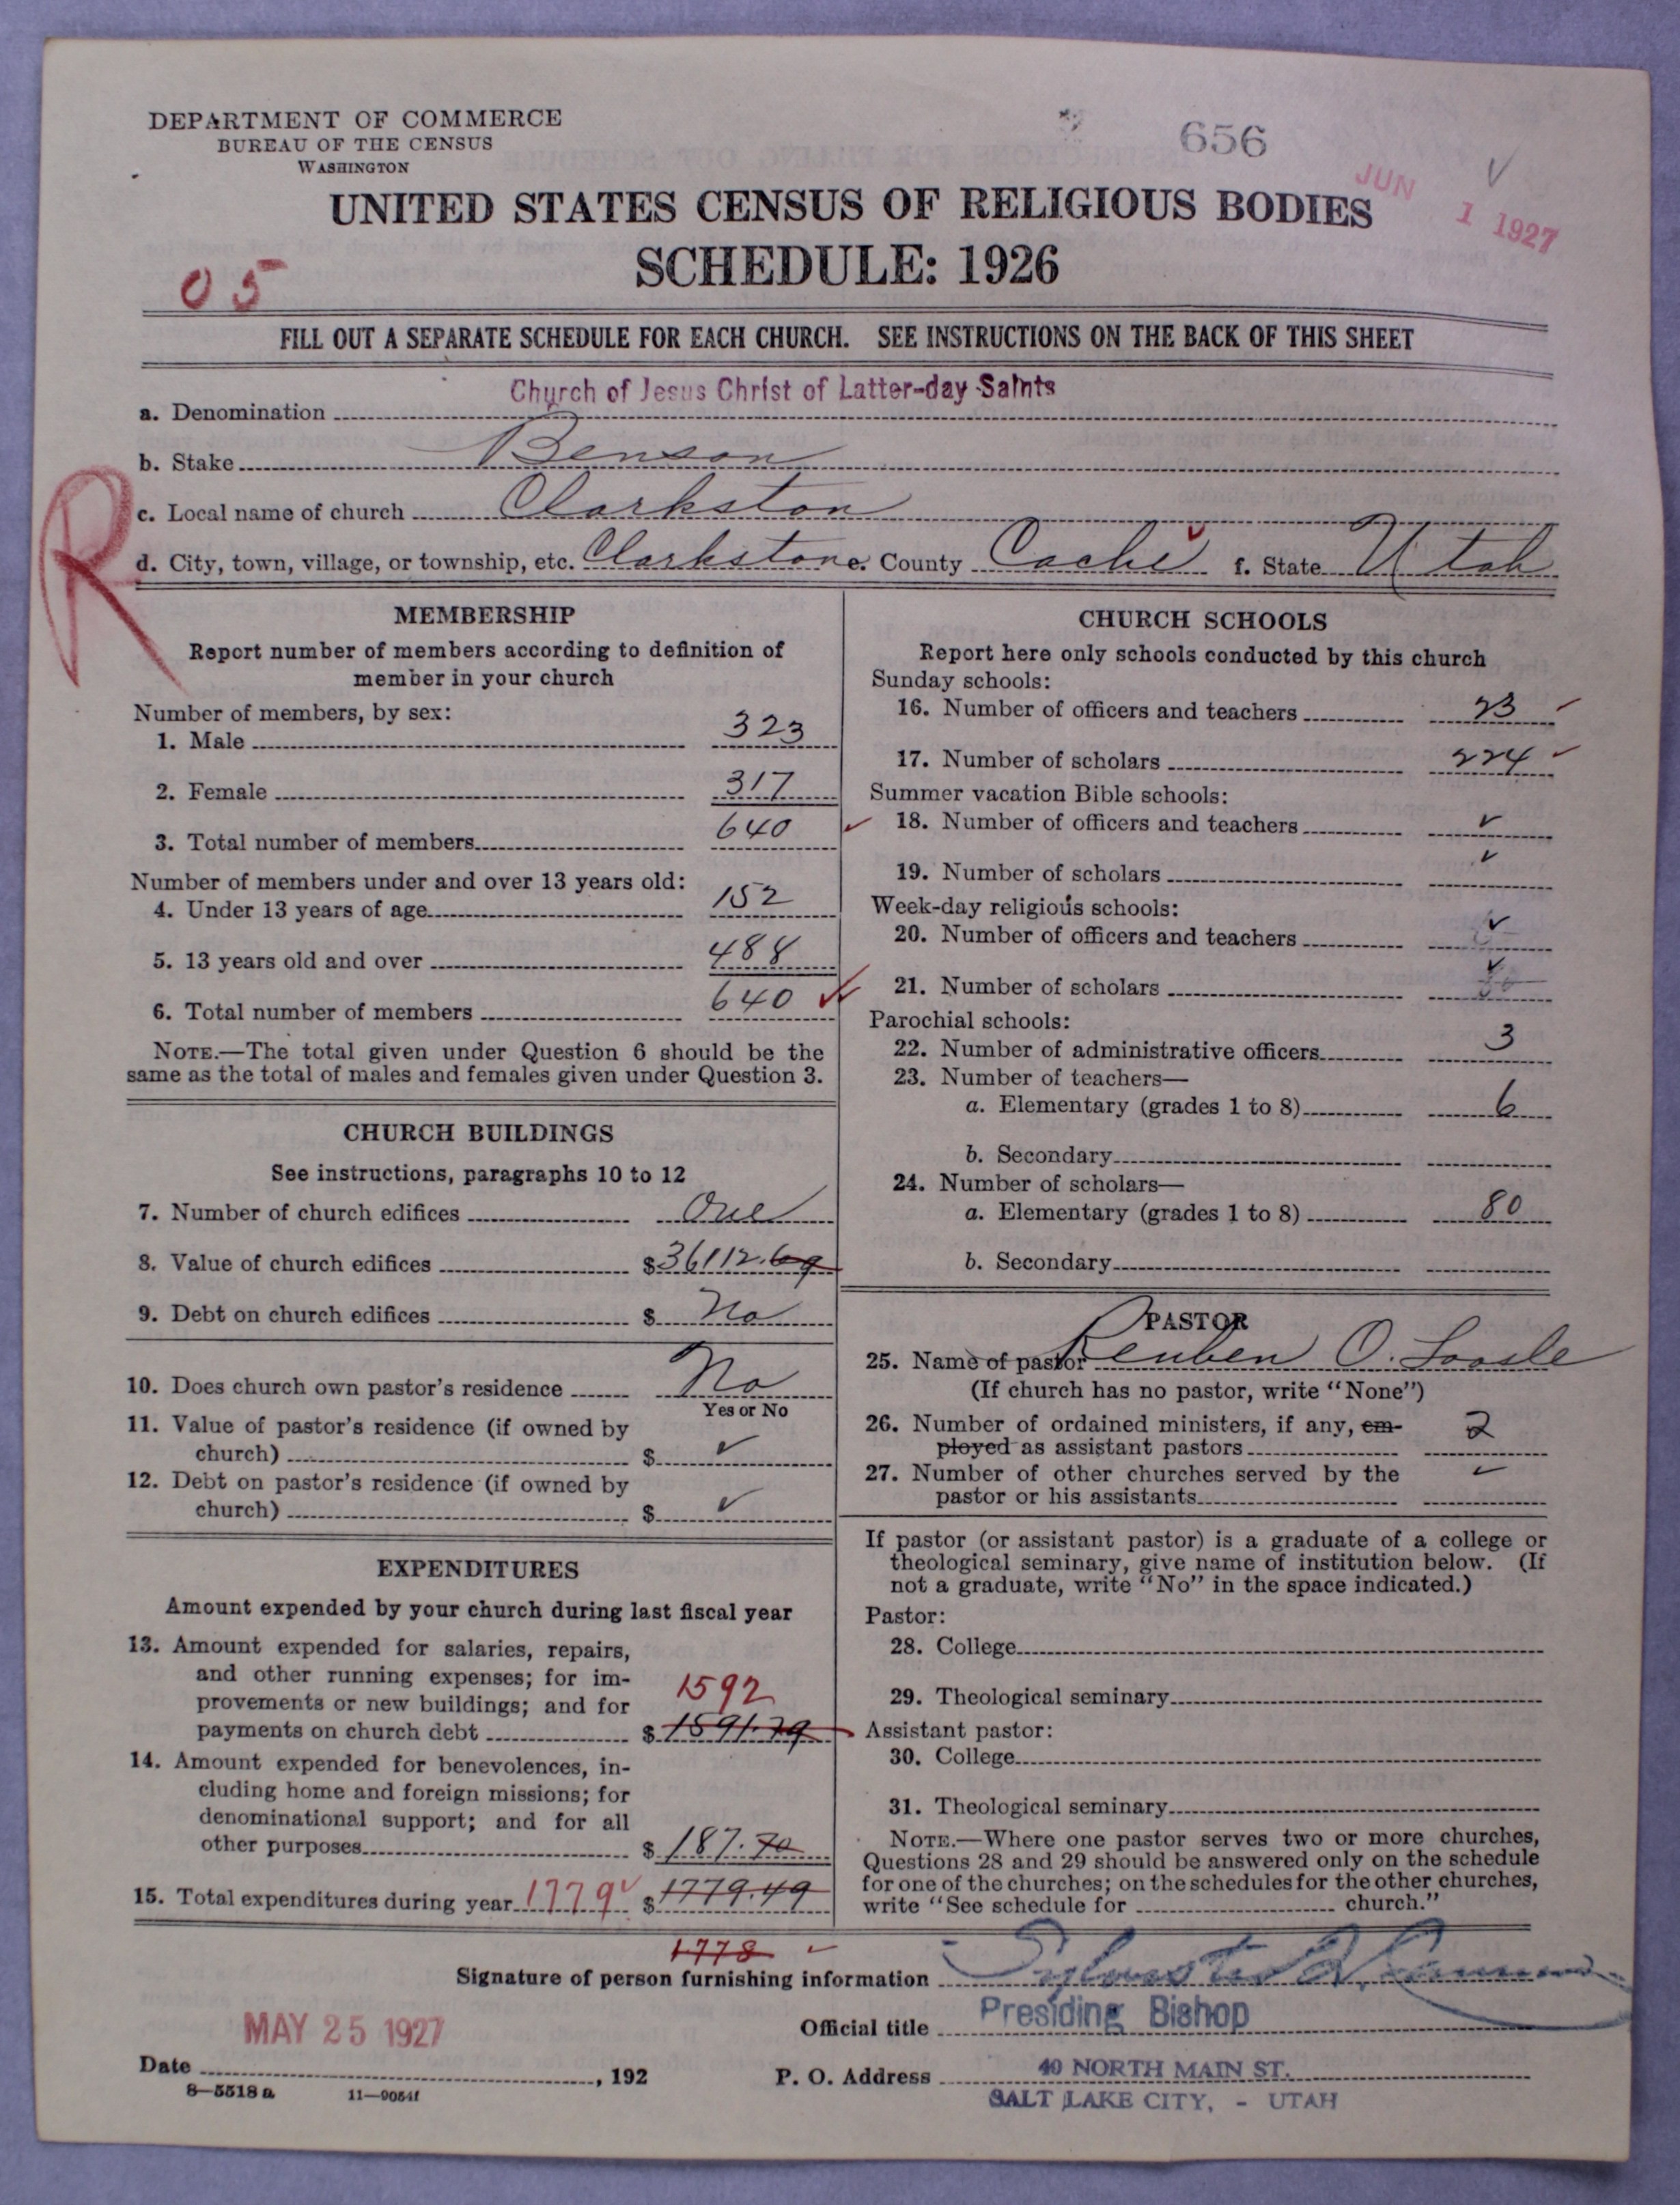 DEPARTMENT OF COMMERCE
BUREAU OF THE CENSUS
WASHINGTON
656
JUN 1 1927
UNITED STATES CENSUS OF RELIGIOUS BODIES
SCHEDULE: 1926
05
FILL OUT A SEPARATE SCHEDULE FOR EACH CHURCH. SEE INSTRUCTIONS ON THE BACK OF THIS SHEET
a. Denomination Church of Jesus Christ of Latter-day Saints
b. Stake Benson
R
c. Local name of church Clarkston
d. City, town, village, or township, etc. Clarkston e. County Cache f. State Utah
MEMBERSHIP
Report number of members according to definition of
member in your church
Number of members, by sex:
1. Male 323
2. Female 317
3. Total number of members 640
Number of members under and over 13 years old:
4. Under 13 years of age 152
5. 13 years old and over 488
6. Total number of members 640
NOTE.—The total given under Question 6 should be the
same as the total of males and females given under Question 3.
CHURCH BUILDINGS
See instructions, paragraphs 10 to 12
7. Number of church edifices One
8. Value of church edifices $36112.69
9. Debt on church edifices $ No
10. Does church own pastor's residence No
Yes or No
11. Value of pastor's residence (if owned by
church) $ ✓
12. Debt on pastor's residence (if owned by
church) $ ✓
EXPENDITURES
Amount expended by your church during last fiscal year
13. Amount expended for salaries, repairs,
and other running expenses; for im-
provements or new buildings; and for 1592
payments on church debt $ 1591.79
14. Amount expended for benevolences, in-
cluding home and foreign missions; for
denominational support; and for all
other purposes $ 187.70
15. Total expenditures during year 1779 $ 1779.49
1778
CHURCH SCHOOLS
Report here only schools conducted by this church
Sunday schools:
16. Number of officers and teachers 23
17. Number of scholars 224
Summer vacation Bible schools:
18. Number of officers and teachers ✓
19. Number of scholars ✓
Week-day religious schools:
20. Number of officers and teachers ✓
21. Number of scholars ✓
Parochial schools:
22. Number of administrative officers 3
23. Number of teachers—
a. Elementary (grades 1 to 8) 6
b. Secondary
24. Number of scholars—
a. Elementary (grades 1 to 8) 80
b. Secondary
PASTOR
25. Name of pastor Reuben O. Loosle
(If church has no pastor, write "None")
26. Number of ordained ministers, if any, em-
ployed as assistant pastors 2
27. Number of other churches served by the
pastor or his assistants ✓
If pastor (or assistant pastor) is a graduate of a college or
theological seminary, give name of institution below. (If
not a graduate, write "No" in the space indicated.)
Pastor:
28. College
29. Theological seminary
Assistant pastor:
30. College
31. Theological seminary
NOTE.—Where one pastor serves two or more churches,
Questions 28 and 29 should be answered only on the schedule
for one of the churches; on the schedules for the other churches,
write "See schedule for church."
Signature of person furnishing information Sylvester Q. Cannon
MAY 25 1927
Official title Presiding Bishop
Date , 192
P. O. Address 40 NORTH MAIN ST.
SALT LAKE CITY, - UTAH
8-5518 a 11-9054f